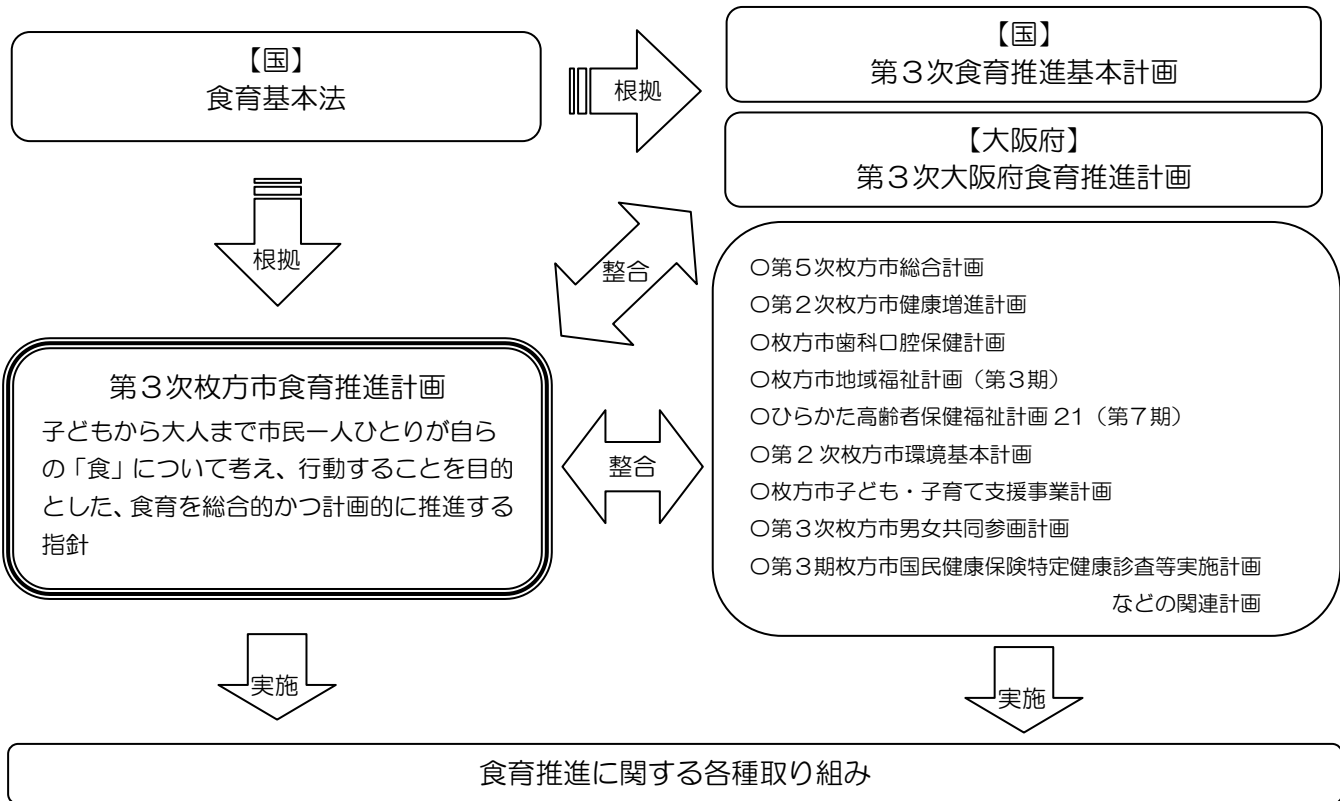 【国】
食育基本法
根拠
【国】
第３次食育推進基本計画
【大阪府】
第３次大阪府食育推進計画
根拠
整合
第３次枚方市食育推進計画
子どもから大人まで市民一人ひとりが自ら
の「食」について考え、行動することを目的
とした、食育を総合的かつ計画的に推進する
指針
整合
○第５次枚方市総合計画
○第２次枚方市健康増進計画
○枚方市歯科口腔保健計画
○枚方市地域福祉計画（第３期）
○ひらかた高齢者保健福祉計画 21（第７期）
○第２次枚方市環境基本計画
○枚方市子ども・子育て支援事業計画
○第３次枚方市男女共同参画計画
○第３期枚方市国民健康保険特定健康診査等実施計画
などの関連計画
実施
実施
食育推進に関する各種取り組み